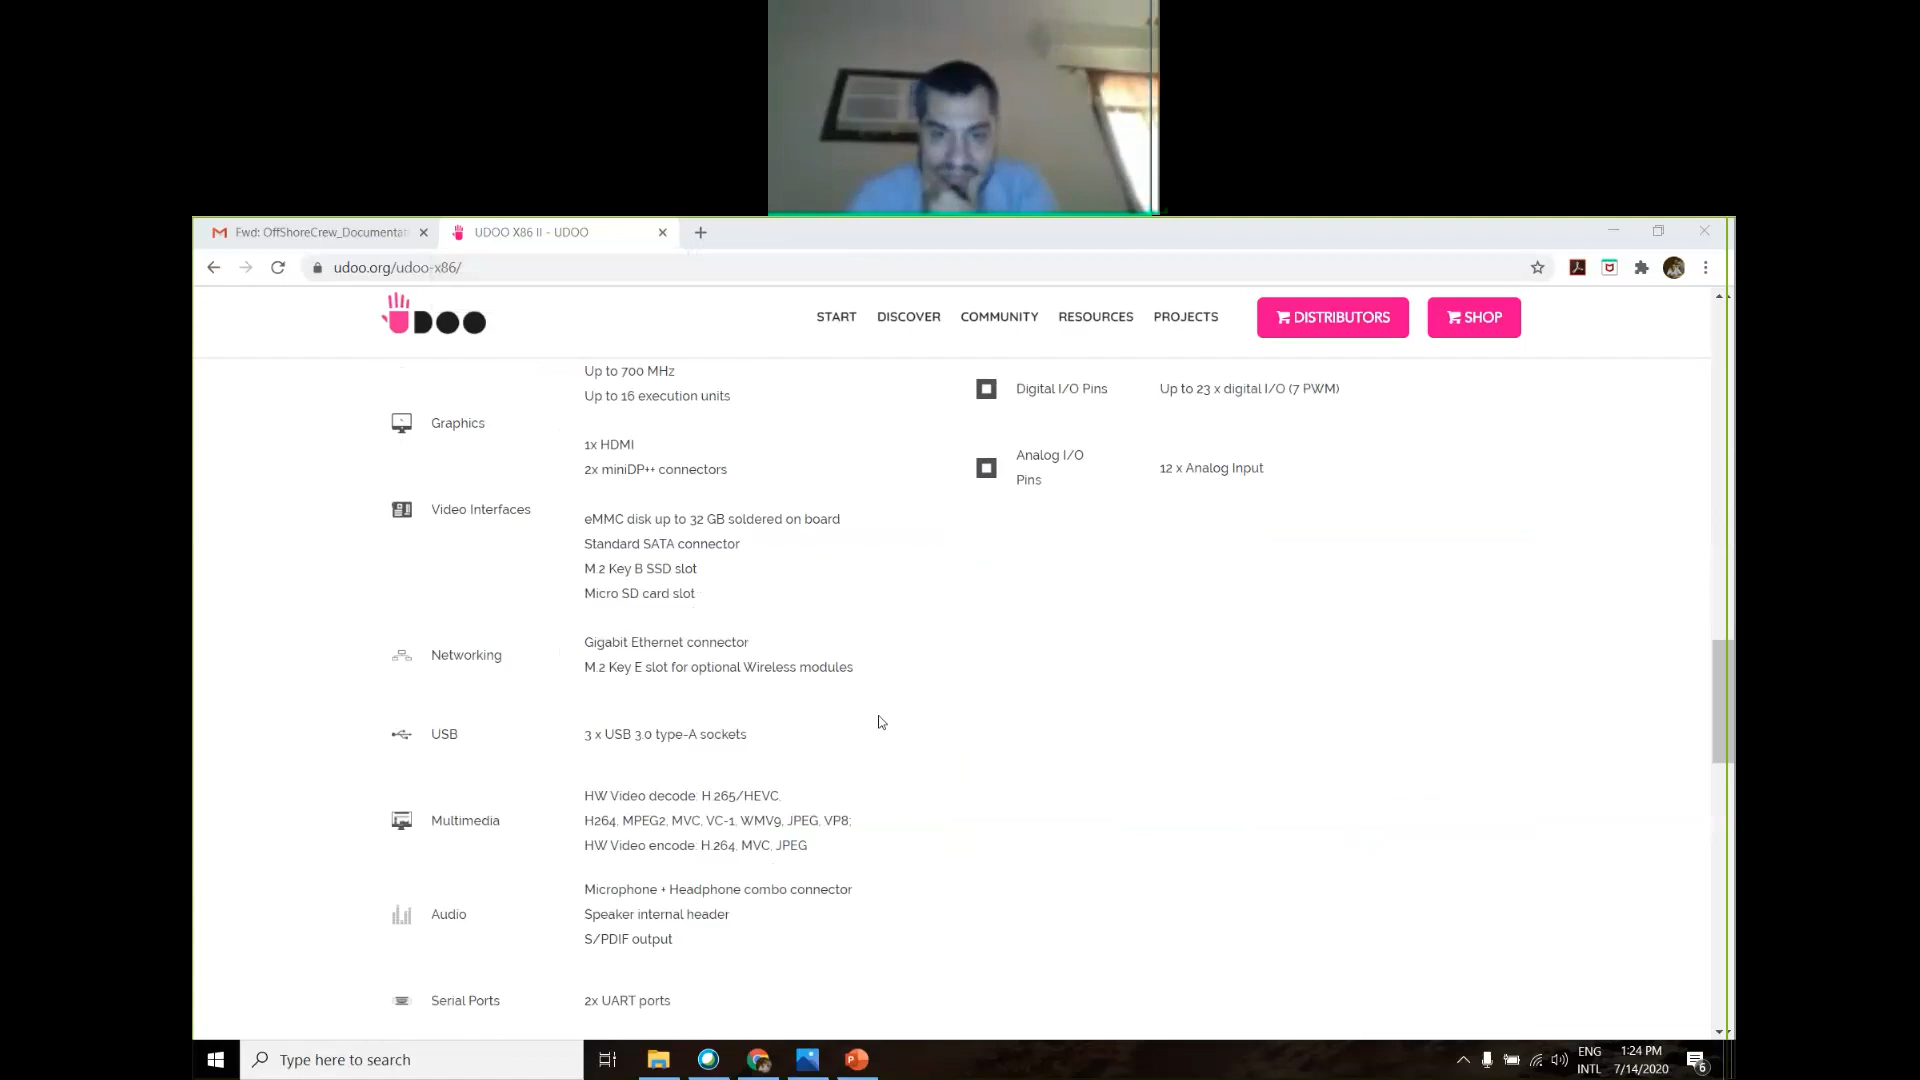 Fwd: OffShoreCrew_Documentat
UDOO X86 II - UDOO
udoo.org/udoo-x86/
DOO
START
DISCOVER
COMMUNITY
RESOURCES
PROJECTS
DISTRIBUTORS
SHOP
Up to 700 MHz
Up to 16 execution units
Graphics
1x HDMI
2x miniDP++ connectors
Video Interfaces
eMMC disk up to 32 GB soldered on board
Standard SATA connector
M.2 Key B SSD slot
Micro SD card slot
Networking
Gigabit Ethernet connector
M.2 Key E slot for optional Wireless modules
USB
3 x USB 3.0 type-A sockets
Multimedia
HW Video decode: H.265/HEVC,
H264, MPEG2, MVC, VC-1, WMV9, JPEG, VP8;
HW Video encode: H.264, MVC, JPEG
Audio
Microphone + Headphone combo connector
Speaker internal header
S/PDIF output
Serial Ports
2x UART ports
Digital I/O Pins
Up to 23 x digital I/O (7 PWM)
Analog I/O
Pins
12 x Analog Input
Type here to search
ENG
INTL
1:24 PM
7/14/2020
6